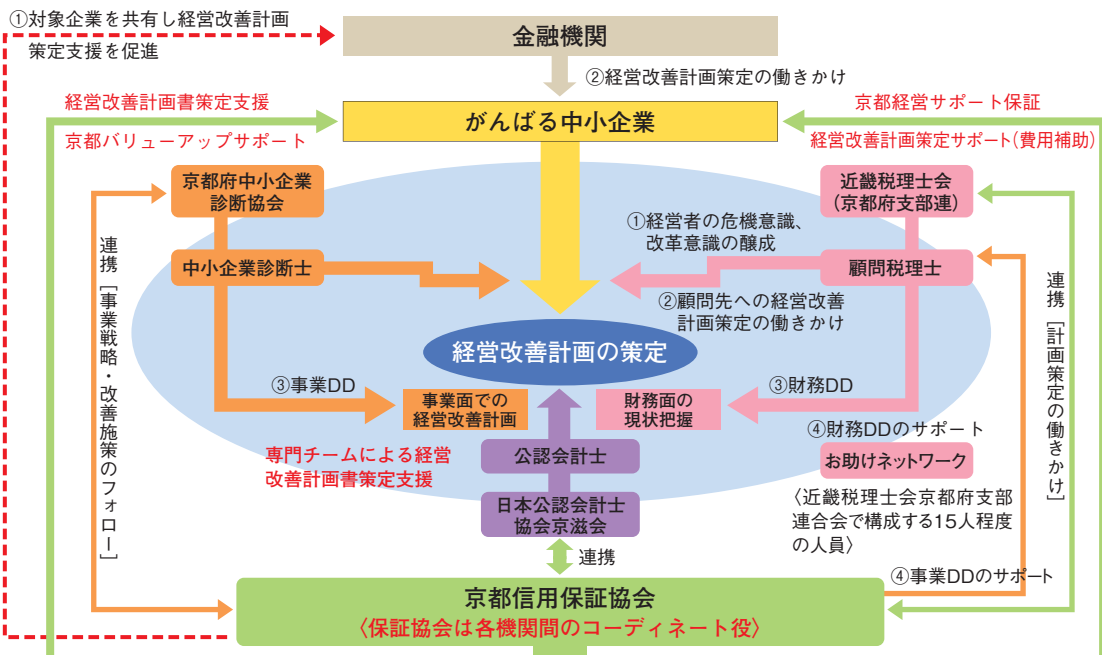 ①対象企業を共有し経営改善計画
策定支援を促進
金融機関
②経営改善計画策定の働きかけ
経営改善計画書策定支援
京都バリューアップサポート
がんばる中小企業
京都経営サポート保証
経営改善計画策定サポート(費用補助)
京都府中小企業
診断協会
近畿税理士会
(京都府支部連)
①経営者の危機意識、
改革意識の醸成
中小企業診断士
顧問税理士
②顧問先への経営改善
計画策定の働きかけ
連携［事業戦略・改善施策のフォロー］
連携［計画策定の働きかけ］
経営改善計画の策定
③事業DD
③財務DD
事業面での
経営改善計画
財務面の
現状把握
専門チームによる経営
改善計画書策定支援
公認会計士
④財務DDのサポート
お助けネットワーク
〈近畿税理士会京都府支部
連合会で構成する15人程度
の人員〉
日本公認会計士
協会京滋会
連携
④事業DDのサポート
京都信用保証協会
〈保証協会は各機関間のコーディネート役〉